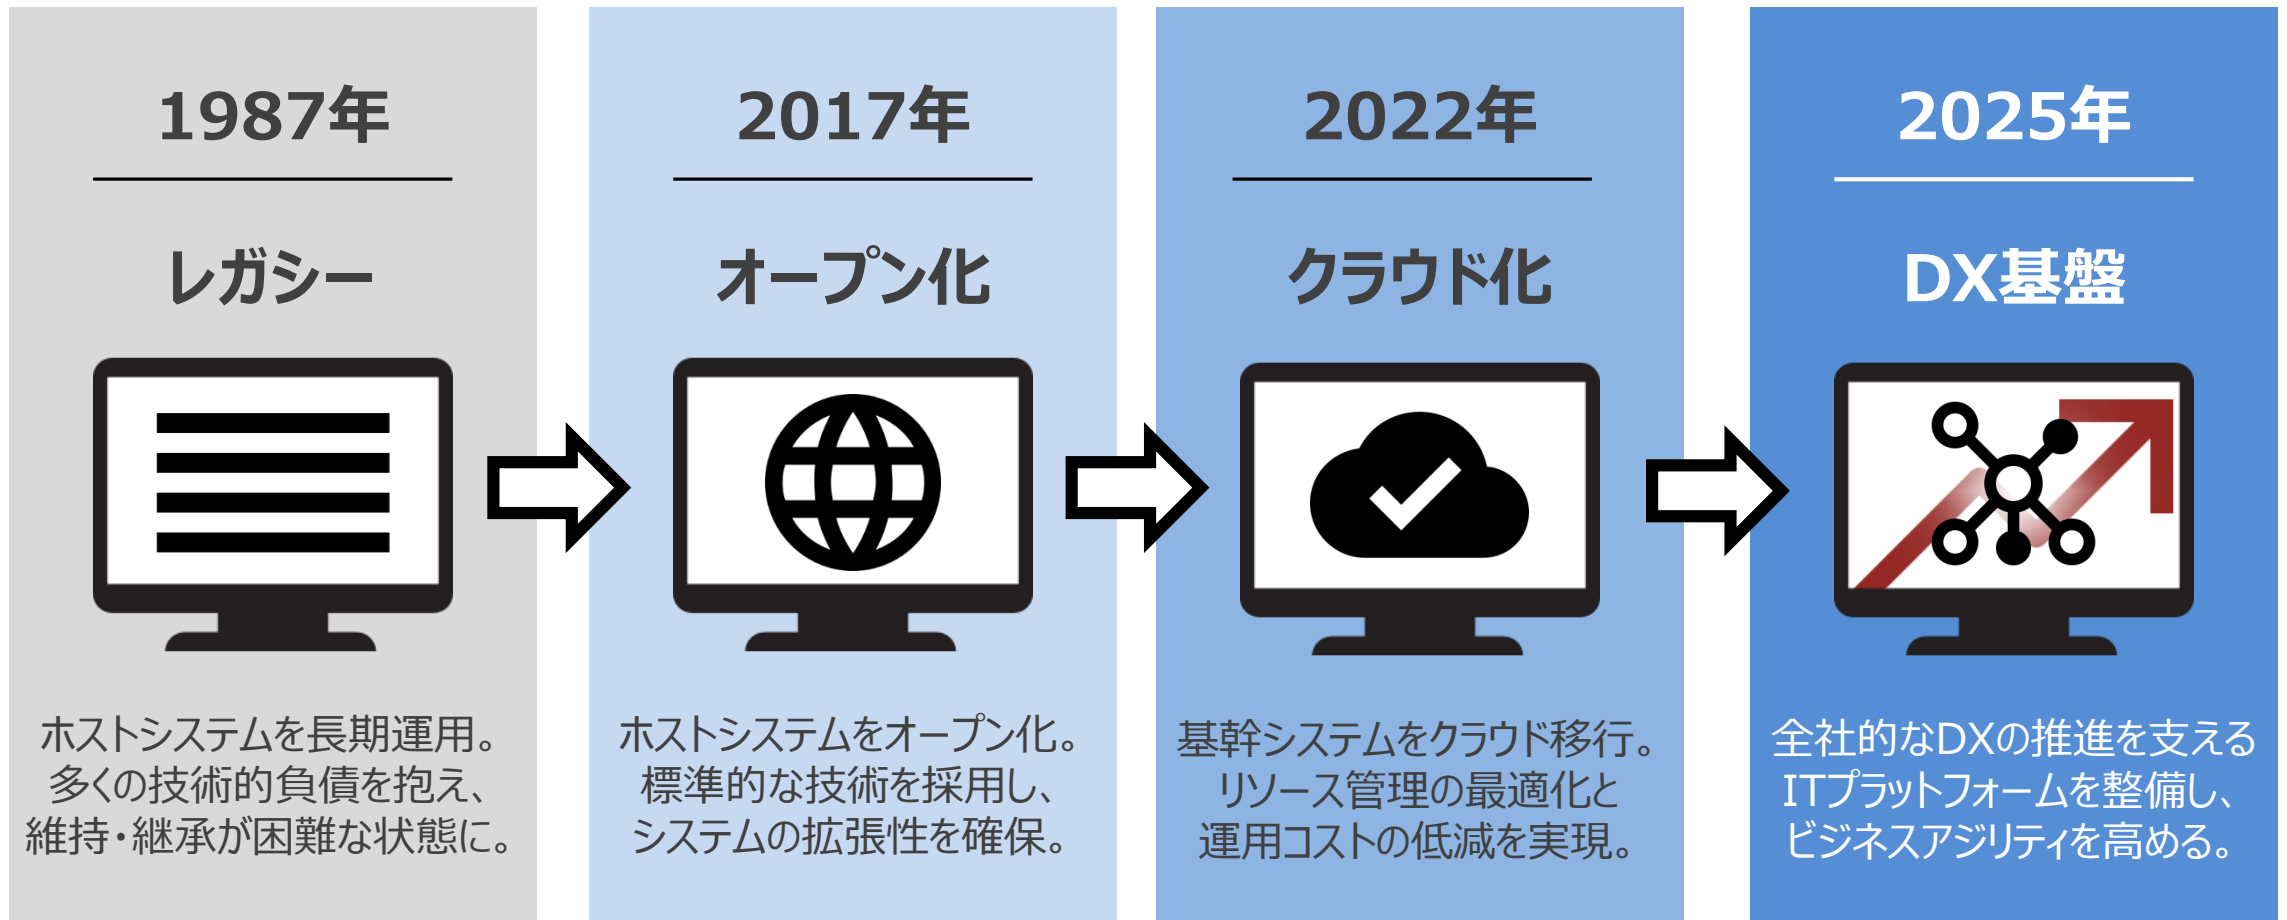 1987年
レガシー
ホストシステムを長期運用。
多くの技術的負債を抱え、
維持・継承が困難な状態に。
2017年
オープン化
ホストシステムをオープン化。
標準的な技術を採用し、
システムの拡張性を確保。
2022年
クラウド化
基幹システムをクラウド移行。
リソース管理の最適化と
運用コストの低減を実現。
2025年
DX基盤
全社的なDXの推進を支える
ITプラットフォームを整備し、
ビジネスアジリティを高める。